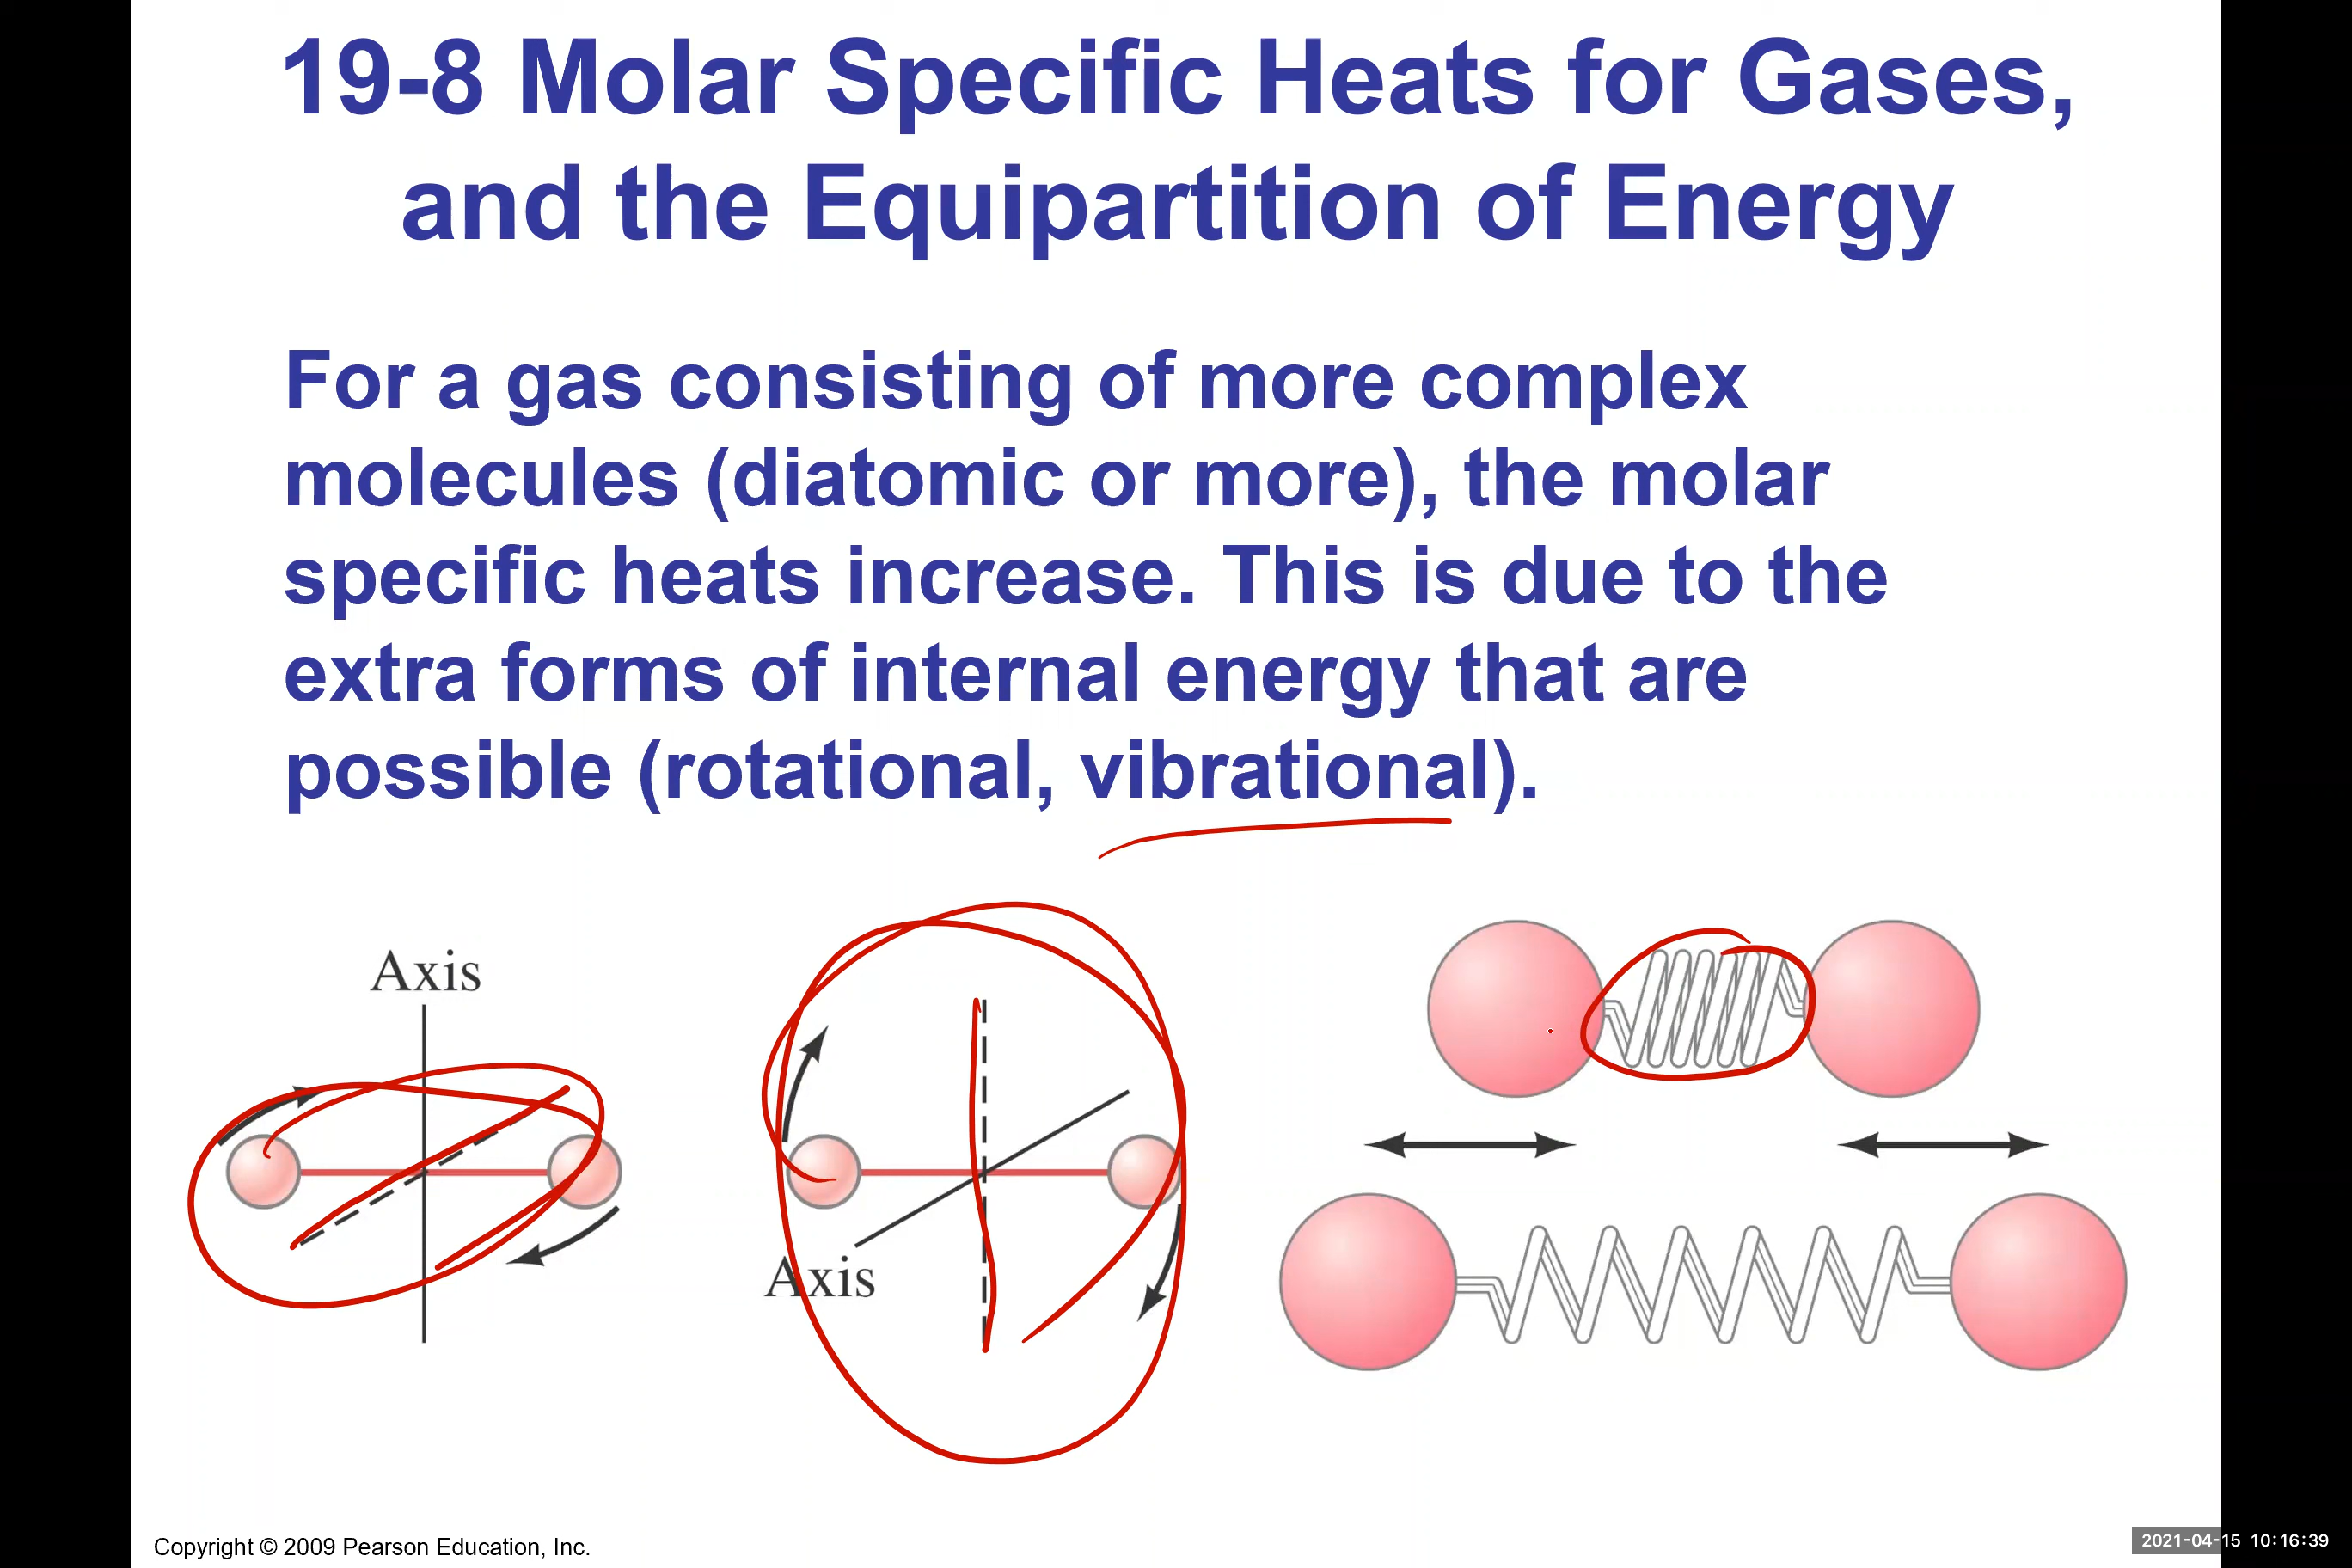 19-8 Molar Specific Heats for Gases,
and the Equipartition of Energy
For a gas consisting of more complex
molecules (diatomic or more), the molar
specific heats increase. This is due to the
extra forms of internal energy that are
possible (rotational, vibrational).
Axis
Axis
Copyright © 2009 Pearson Education, Inc.
2021-04-15 10:16:39